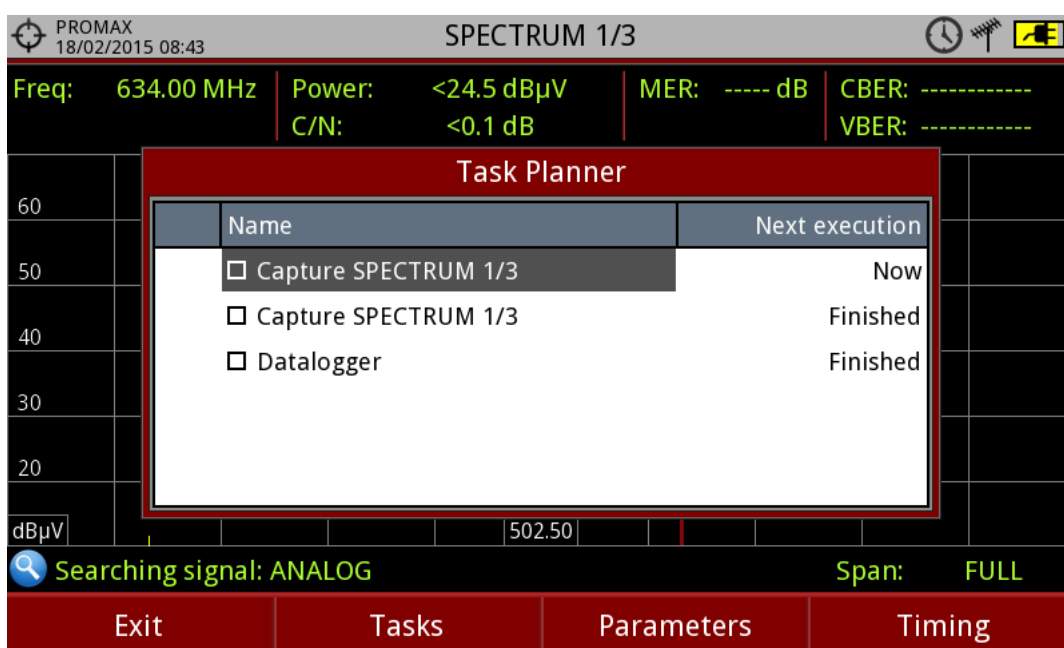 PROMAX
18/02/2015 08:43
SPECTRUM 1/3
Freq: 634.00 MHz Power: <24.5 dBµV MER: ----- dB CBER: ------------
C/N: <0.1 dB VBER: ------------
Task Planner
Name Next execution
Capture SPECTRUM 1/3 Now
Capture SPECTRUM 1/3 Finished
Datalogger Finished
60
50
40
30
20
dBµV 502.50
Searching signal: ANALOG Span: FULL
Exit Tasks Parameters Timing